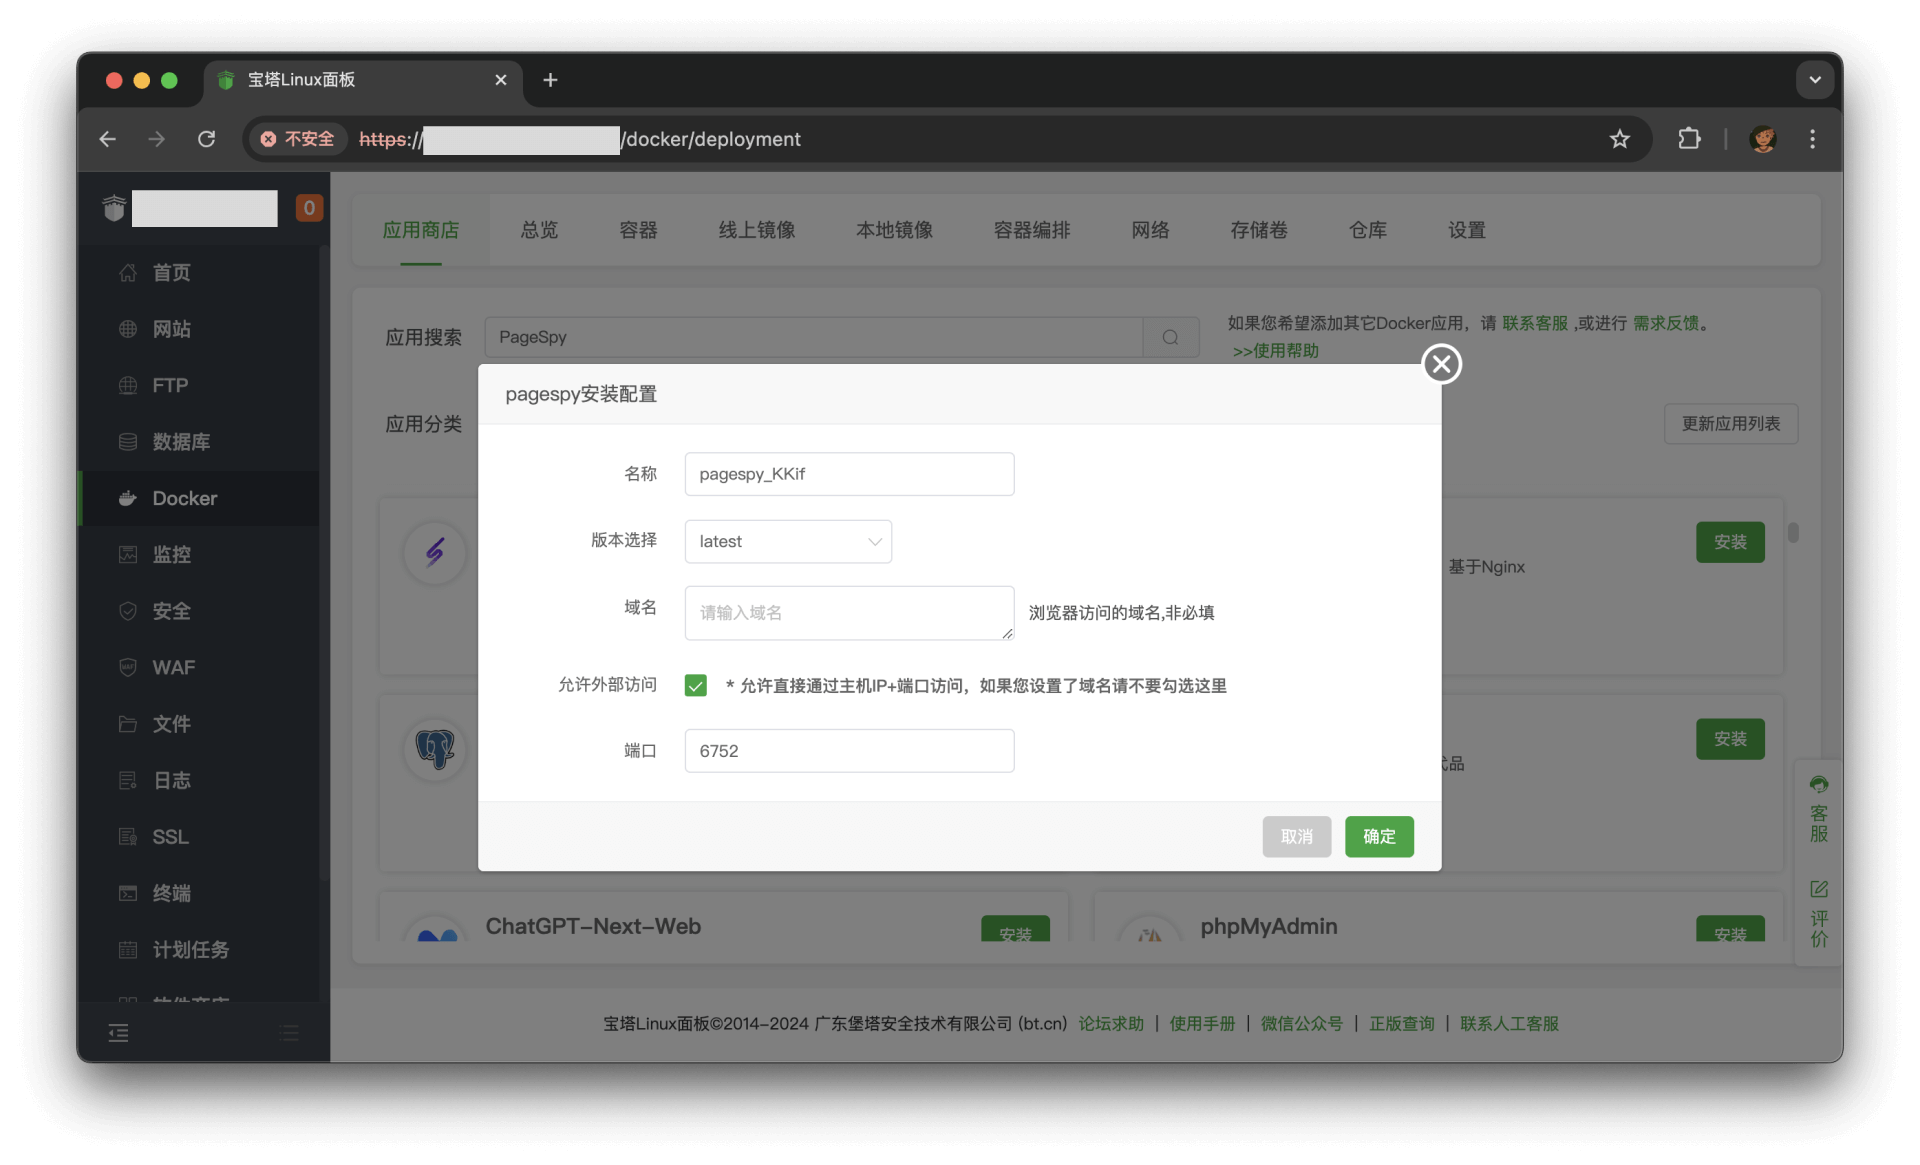 宝塔Linux面板
不安全 https:// /docker/deployment
0
首页
网站
FTP
数据库
Docker
监控
安全
WAF
文件
日志
SSL
终端
计划任务
软件商店
应用商店 总览 容器 线上镜像 本地镜像 容器编排 网络 存储卷 仓库 设置
应用搜索 PageSpy 如果您希望添加其它Docker应用，请 联系客服 ,或进行 需求反馈。
>>使用帮助
应用分类 更新应用列表
pagespy安装配置
名称 pagespy_KKif
版本选择 latest
域名 请输入域名 浏览器访问的域名,非必填
允许外部访问 * 允许直接通过主机IP+端口访问，如果您设置了域名请不要勾选这里
端口 6752
取消 确定
安装
基于Nginx
安装
品
ChatGPT-Next-Web 安装 phpMyAdmin 安装
客服
评价
宝塔Linux面板©2014-2024 广东堡塔安全技术有限公司 (bt.cn) 论坛求助 | 使用手册 | 微信公众号 | 正版查询 | 联系人工客服